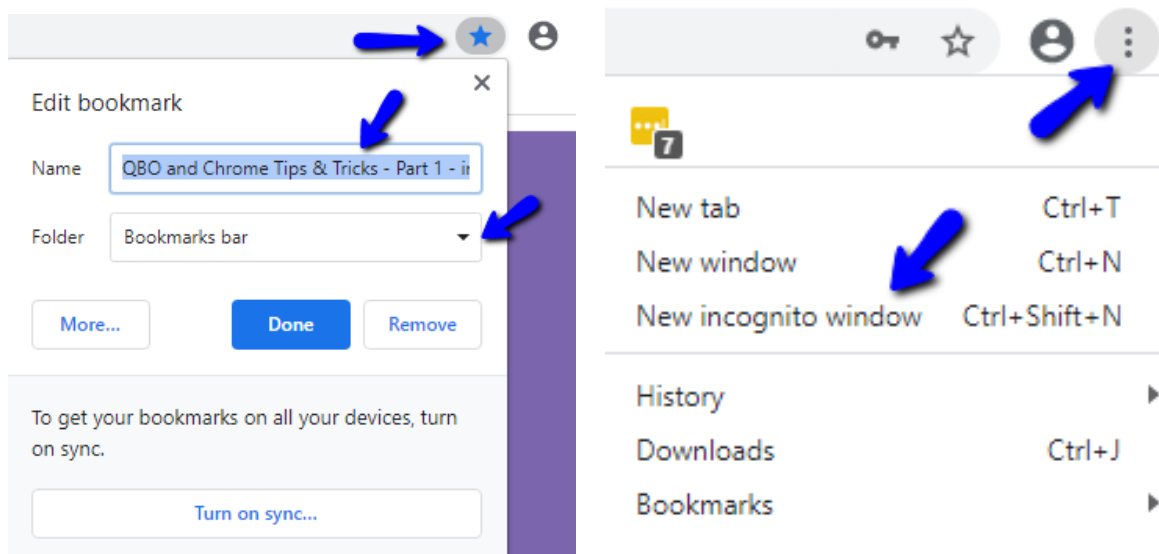 Edit bookmark
Name QBO and Chrome Tips & Tricks - Part 1 - i
Folder Bookmarks bar
More... Done Remove
To get your bookmarks on all your devices, turn
on sync.
Turn on sync...
7
New tab Ctrl+T
New window Ctrl+N
New incognito window Ctrl+Shift+N
History
Downloads Ctrl+J
Bookmarks